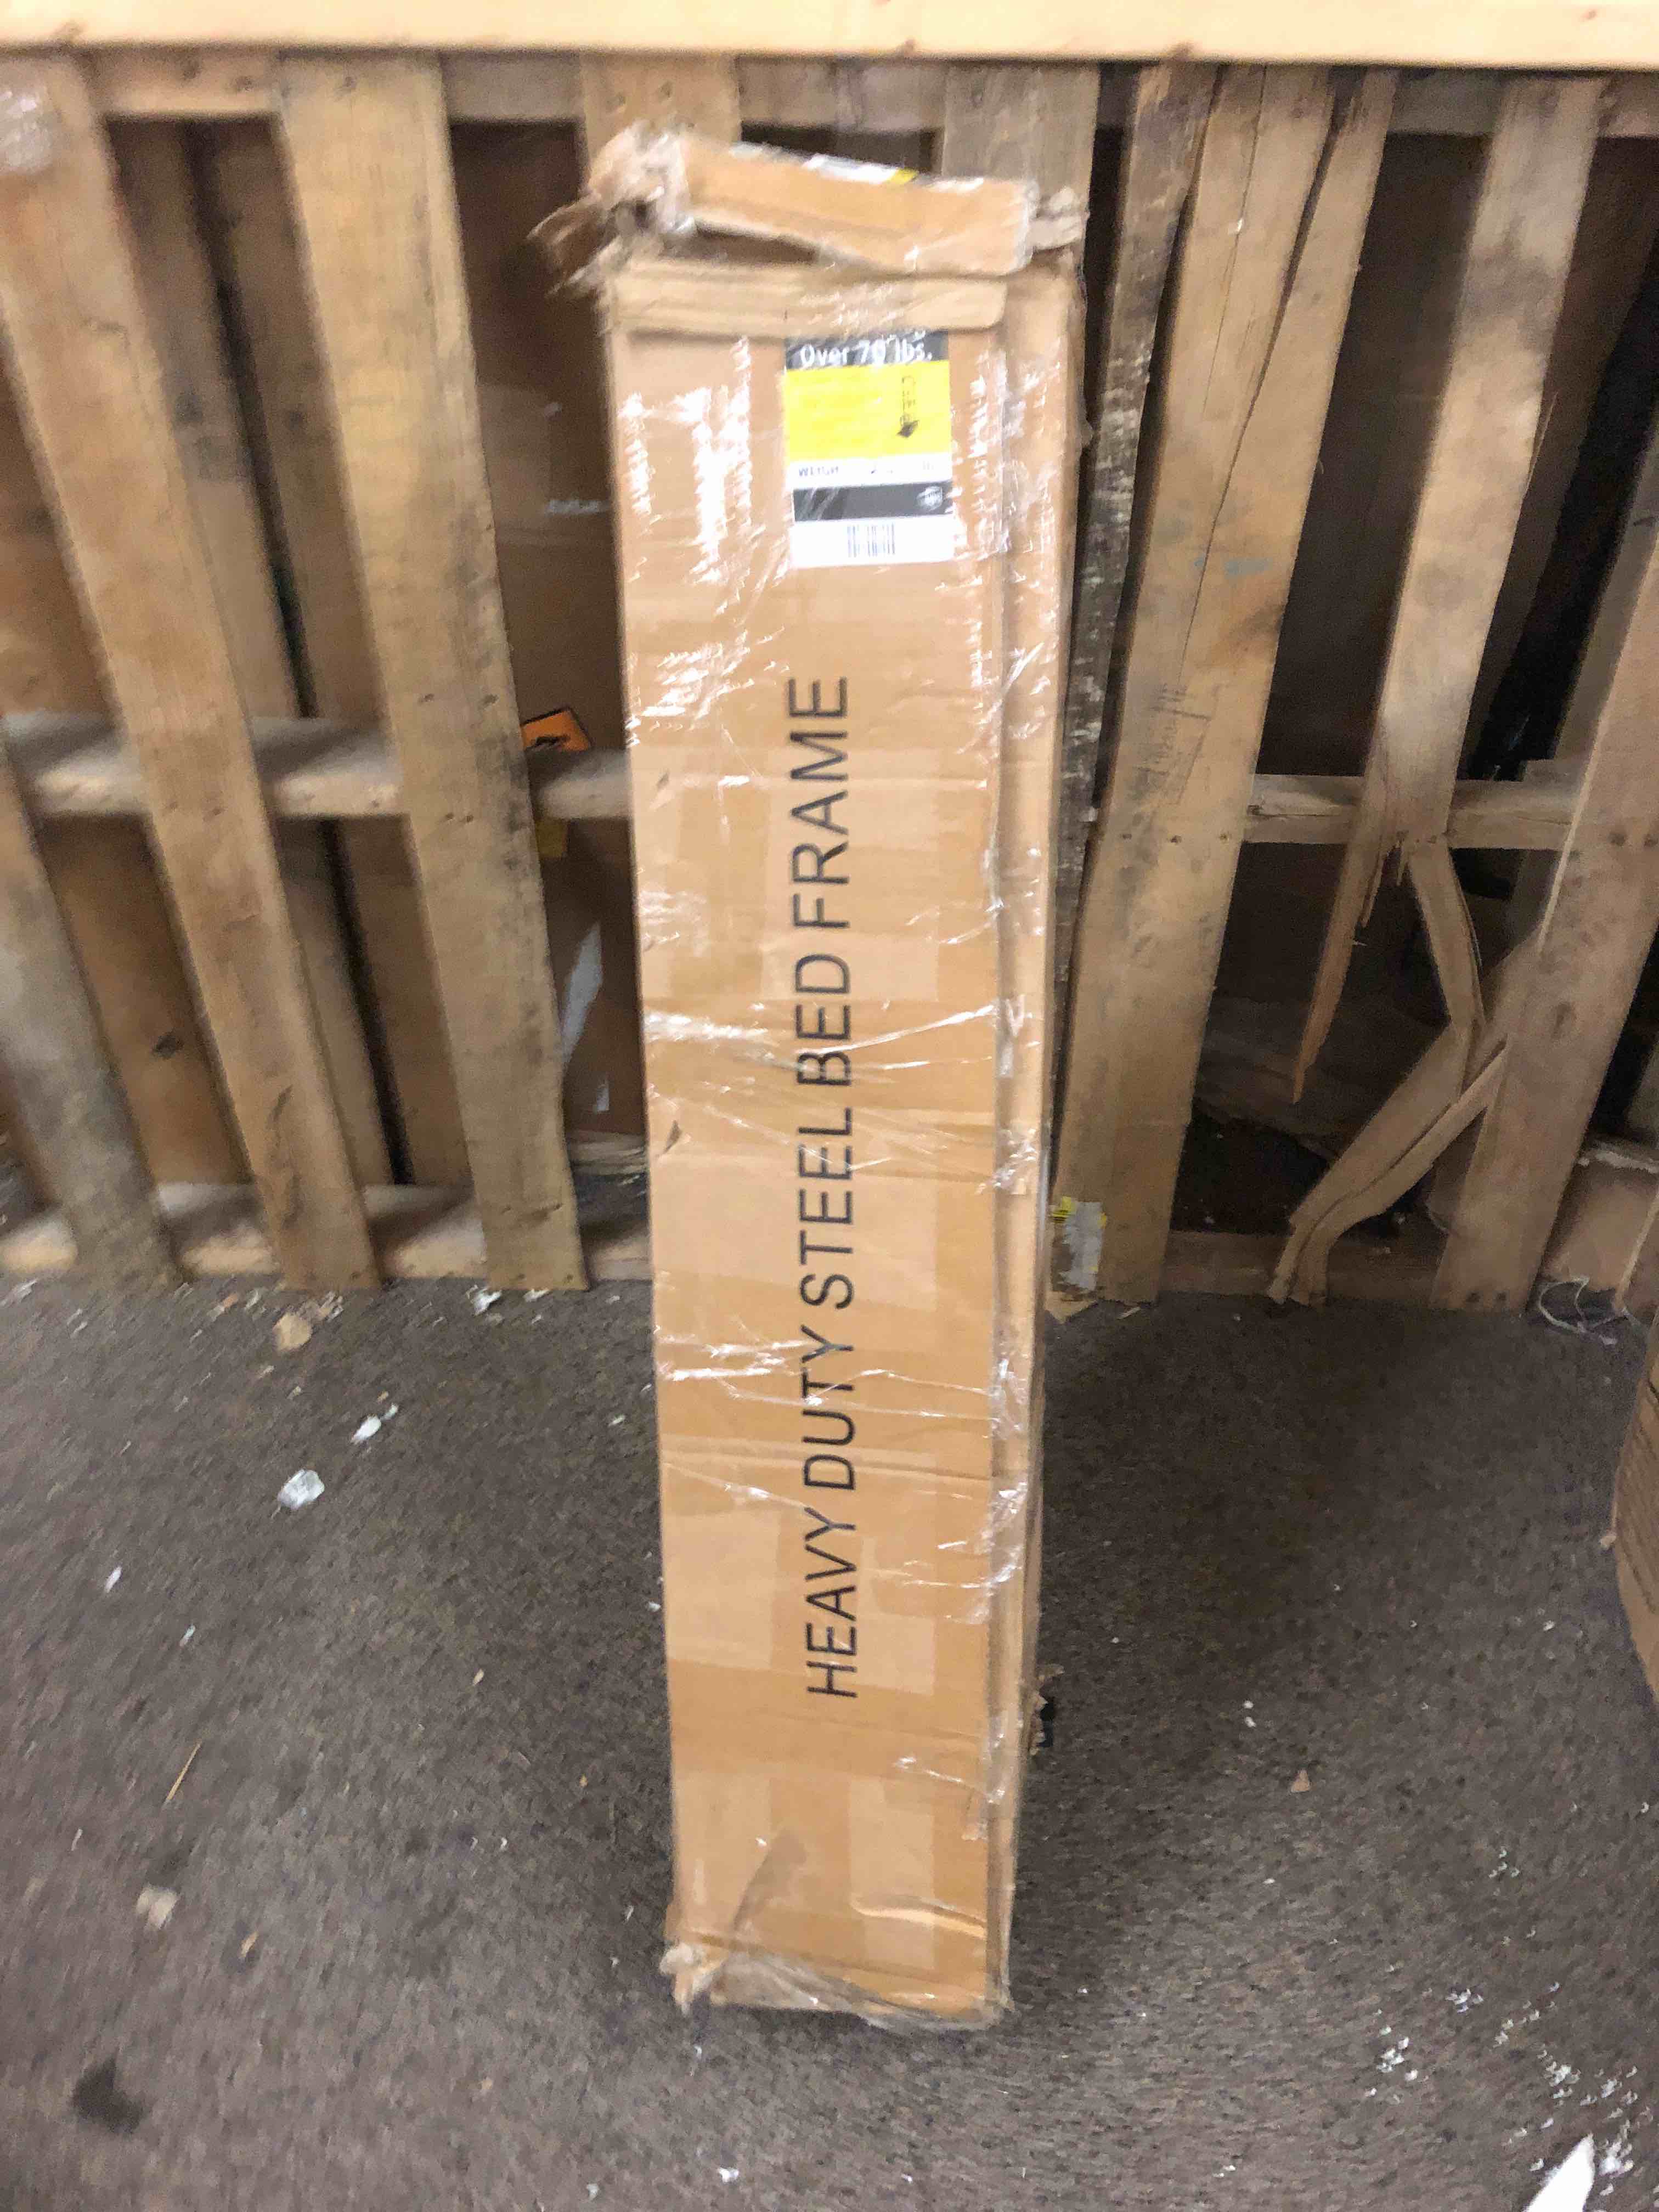 Over 70 lbs.
HEAVY DUTY STEEL BED FRAME